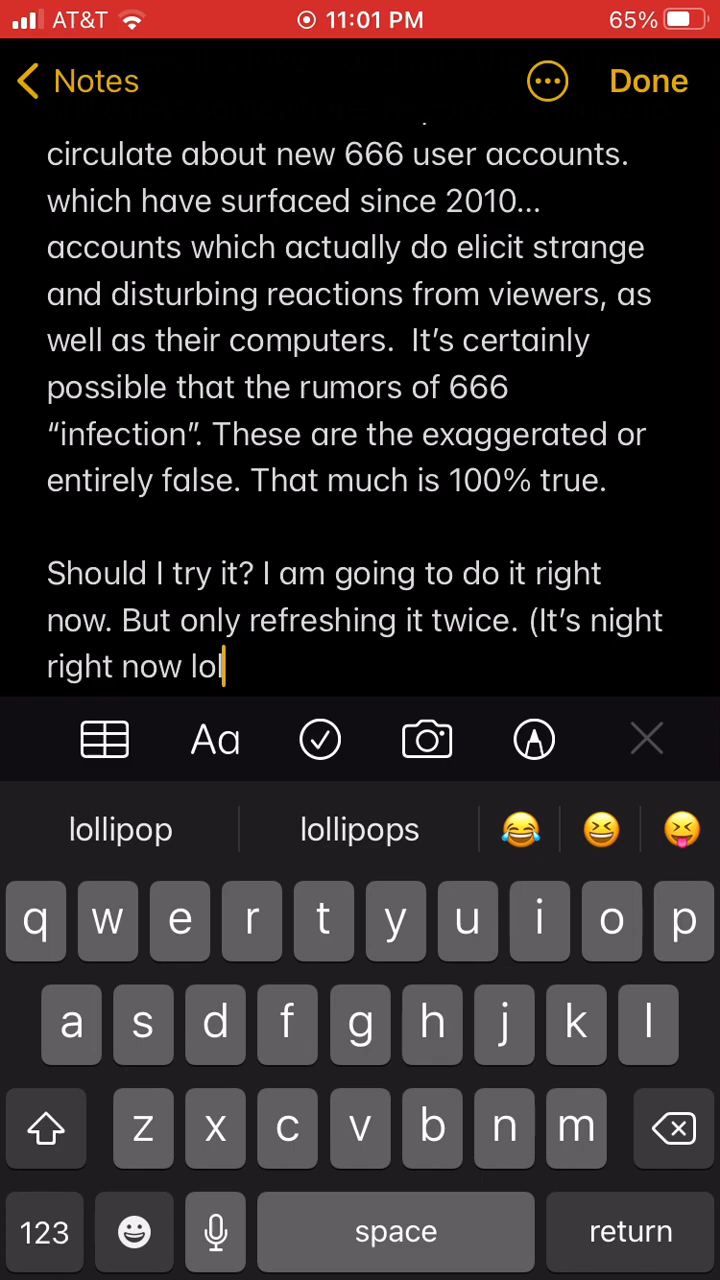 AT&T 11:01 PM 65%
Notes Done
circulate about new 666 user accounts.
which have surfaced since 2010...
accounts which actually do elicit strange
and disturbing reactions from viewers, as
well as their computers.  It’s certainly
possible that the rumors of 666
“infection”. These are the exaggerated or
entirely false. That much is 100% true.
Should I try it? I am going to do it right
now. But only refreshing it twice. (It’s night
right now lol
Aa
lollipop lollipops
q w e r t y u i o p
a s d f g h j k l
z x c v b n m
123 space return